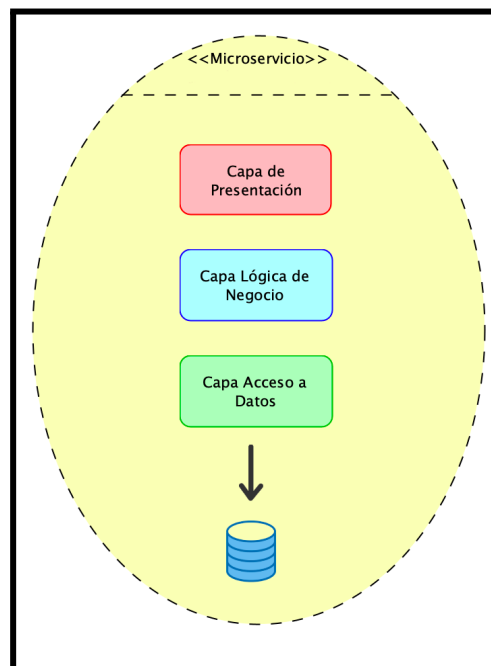 <<Microservicio>>
Capa de
Presentación
Capa Lógica de
Negocio
Capa Acceso a
Datos